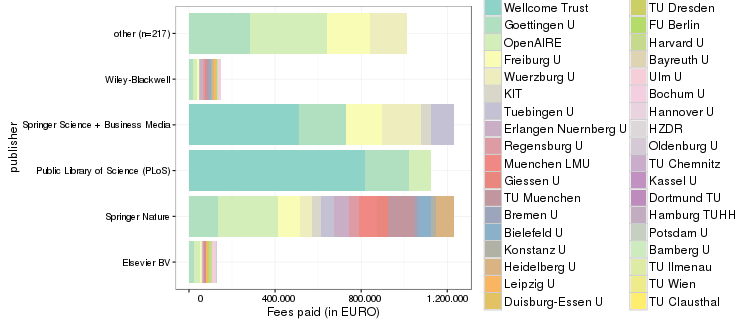 publisher
other (n=217)
Wiley-Blackwell
Springer Science + Business Media
Public Library of Science (PLoS)
Springer Nature
Elsevier BV
0 400.000 800.000 1.200.000
Fees paid (in EURO)
Wellcome Trust
Goettingen U
OpenAIRE
Freiburg U
Wuerzburg U
KIT
Tuebingen U
Erlangen Nuernberg U
Regensburg U
Muenchen LMU
Giessen U
TU Muenchen
Bremen U
Bielefeld U
Konstanz U
Heidelberg U
Leipzig U
Duisburg-Essen U
TU Dresden
FU Berlin
Harvard U
Bayreuth U
Ulm U
Bochum U
Hannover U
HZDR
Oldenburg U
TU Chemnitz
Kassel U
Dortmund TU
Hamburg TUHH
Potsdam U
Bamberg U
TU Ilmenau
TU Wien
TU Clausthal